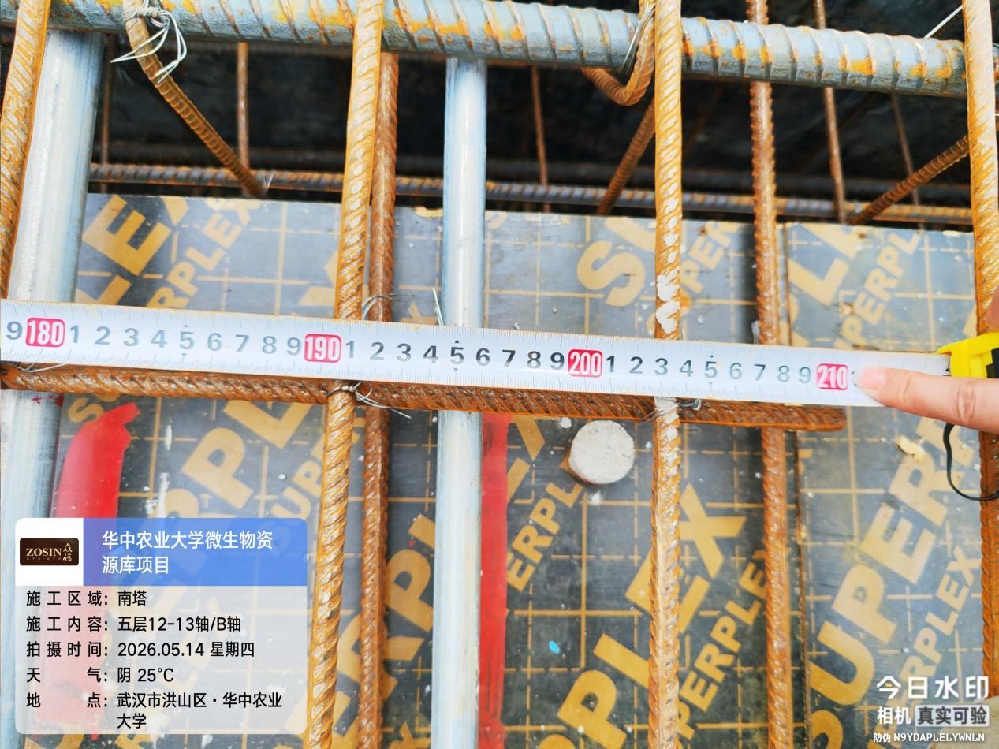 SUPERPLEX
9 180 1 2 3 4 5 6 7 8 9 190 1 2 3 4 5 6 7 8 9 200 1 2 3 4 5 6 7 8 9 210
ZOSIN 众信
华中农业大学微生物资
源库项目
施工区域：南塔
施工内容：五层12-13轴/B轴
拍摄时间：2026.05.14 星期四
天气：阴 25℃
地点：武汉市洪山区·华中农业
大学
今日水印
相机 真实可验
防伪 N9YDAPLELYWNLN